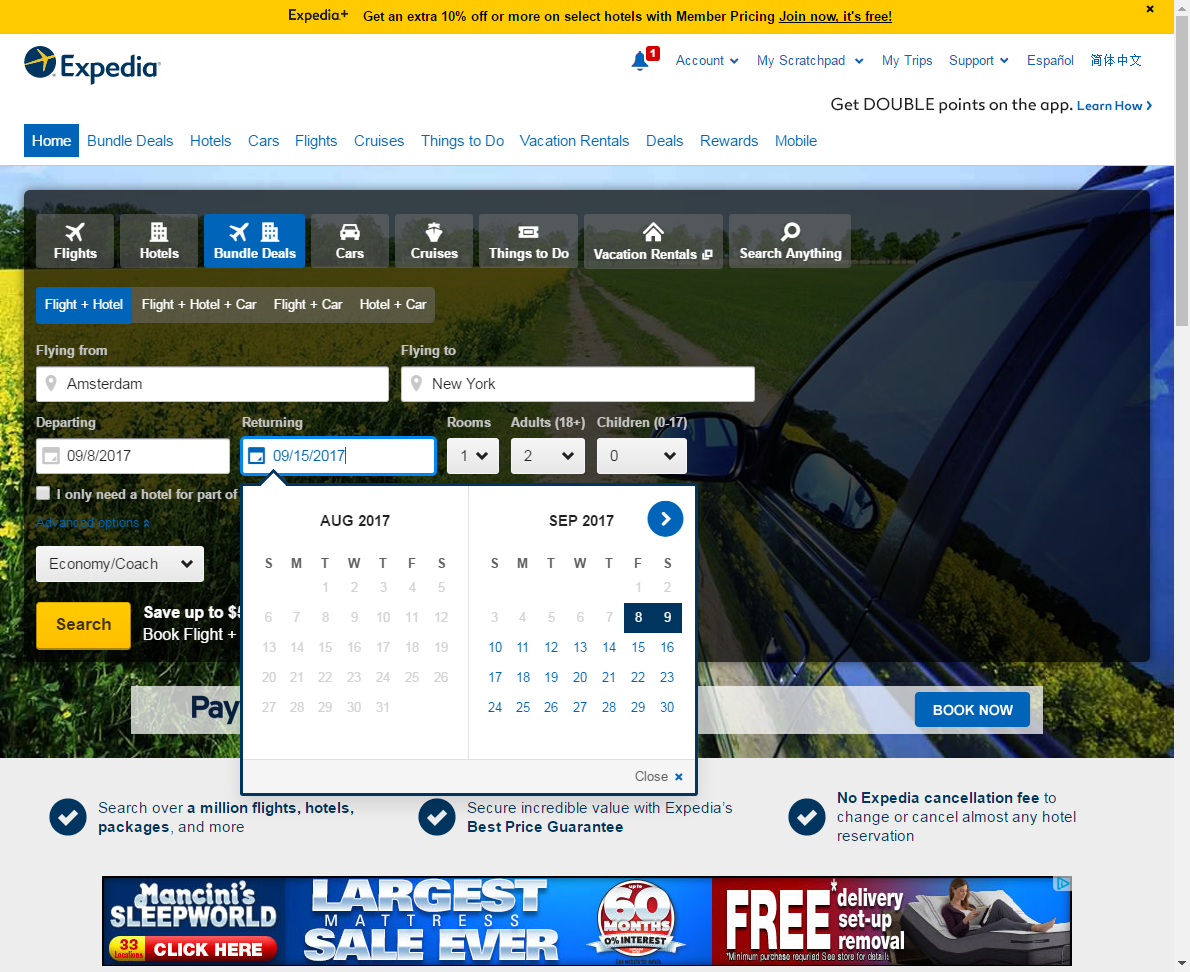 Expedia+ Get an extra 10% off or more on select hotels with Member Pricing Join now, it's free!
Expedia
1 Account My Scratchpad My Trips Support Español 简体中文
Get DOUBLE points on the app. Learn How
Home Bundle Deals Hotels Cars Flights Cruises Things to Do Vacation Rentals Deals Rewards Mobile
Flights Hotels Bundle Deals Cars Cruises Things to Do Vacation Rentals Search Anything
Flight + Hotel Flight + Hotel + Car Flight + Car Hotel + Car
Flying from Flying to
Amsterdam New York
Departing Returning Rooms Adults (18+) Children (0-17)
09/8/2017 09/15/2017 1 2 0
I only need a hotel for part of
Advanced options
Economy/Coach
Search
Save up to $
Book Flight +
AUG 2017
S M T W T F S
1 2 3 4 5
6 7 8 9 10 11 12
13 14 15 16 17 18 19
20 21 22 23 24 25 26
27 28 29 30 31
SEP 2017
S M T W T F S
1 2
3 4 5 6 7 8 9
10 11 12 13 14 15 16
17 18 19 20 21 22 23
24 25 26 27 28 29 30
Close
Pay
BOOK NOW
Search over a million flights, hotels,
packages, and more
Secure incredible value with Expedia's
Best Price Guarantee
No Expedia cancellation fee to
change or cancel almost any hotel
reservation
Mancini's
SLEEPWORLD
33 Locations CLICK HERE
LARGEST
MATTRESS
SALE EVER
up to
60
MONTHS
0% INTEREST
See website for details.
FREE* delivery
set-up
removal
*Minimum purchase required See store for details